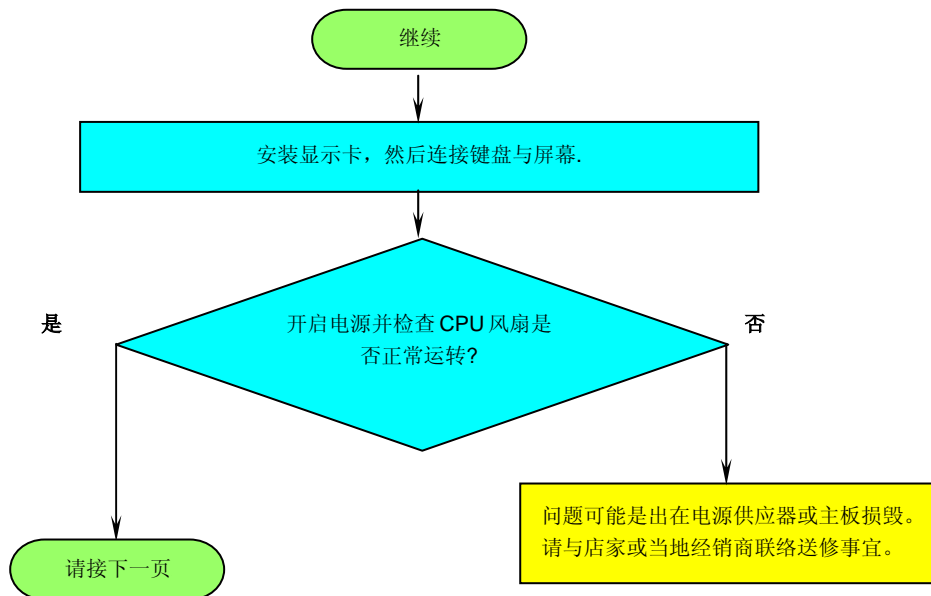 继续
安装显示卡，然后连接键盘与屏幕.
是
开启电源并检查 CPU 风扇是
否正常运转?
否
问题可能是出在电源供应器或主板损毁。
请与店家或当地经销商联络送修事宜。
请接下一页